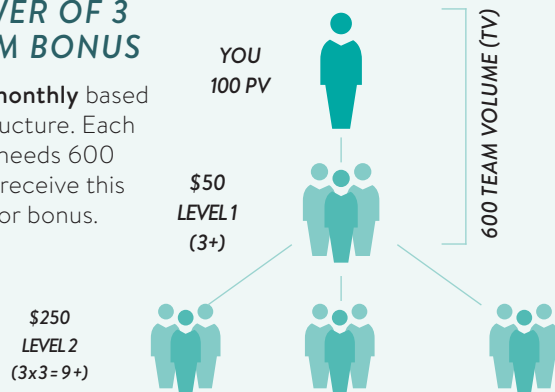 VER OF 3
M BONUS
monthly based
ucture. Each
needs 600
receive this
or bonus.
YOU
100 PV
$50
LEVEL 1
(3+)
$250
LEVEL 2
(3x3=9+)
600 TEAM VOLUME (TV)